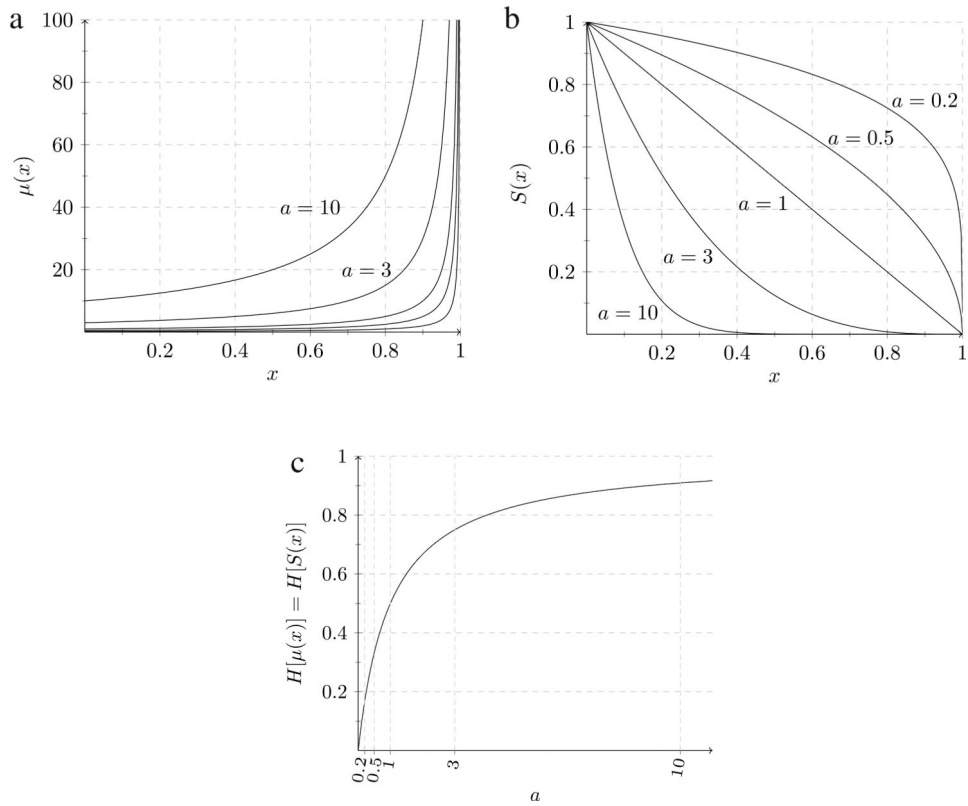 a
100
80
60
40
20
μ(x)
a = 10
a = 3
0.2 0.4 0.6 0.8 1
x
b
1
0.8
0.6
0.4
0.2
S(x)
a = 0.2
a = 0.5
a = 1
a = 3
a = 10
0.2 0.4 0.6 0.8 1
x
c
1
0.8
0.6
0.4
0.2
H[μ(x)] = H[S(x)]
0.2 0.5 1 3 10
a